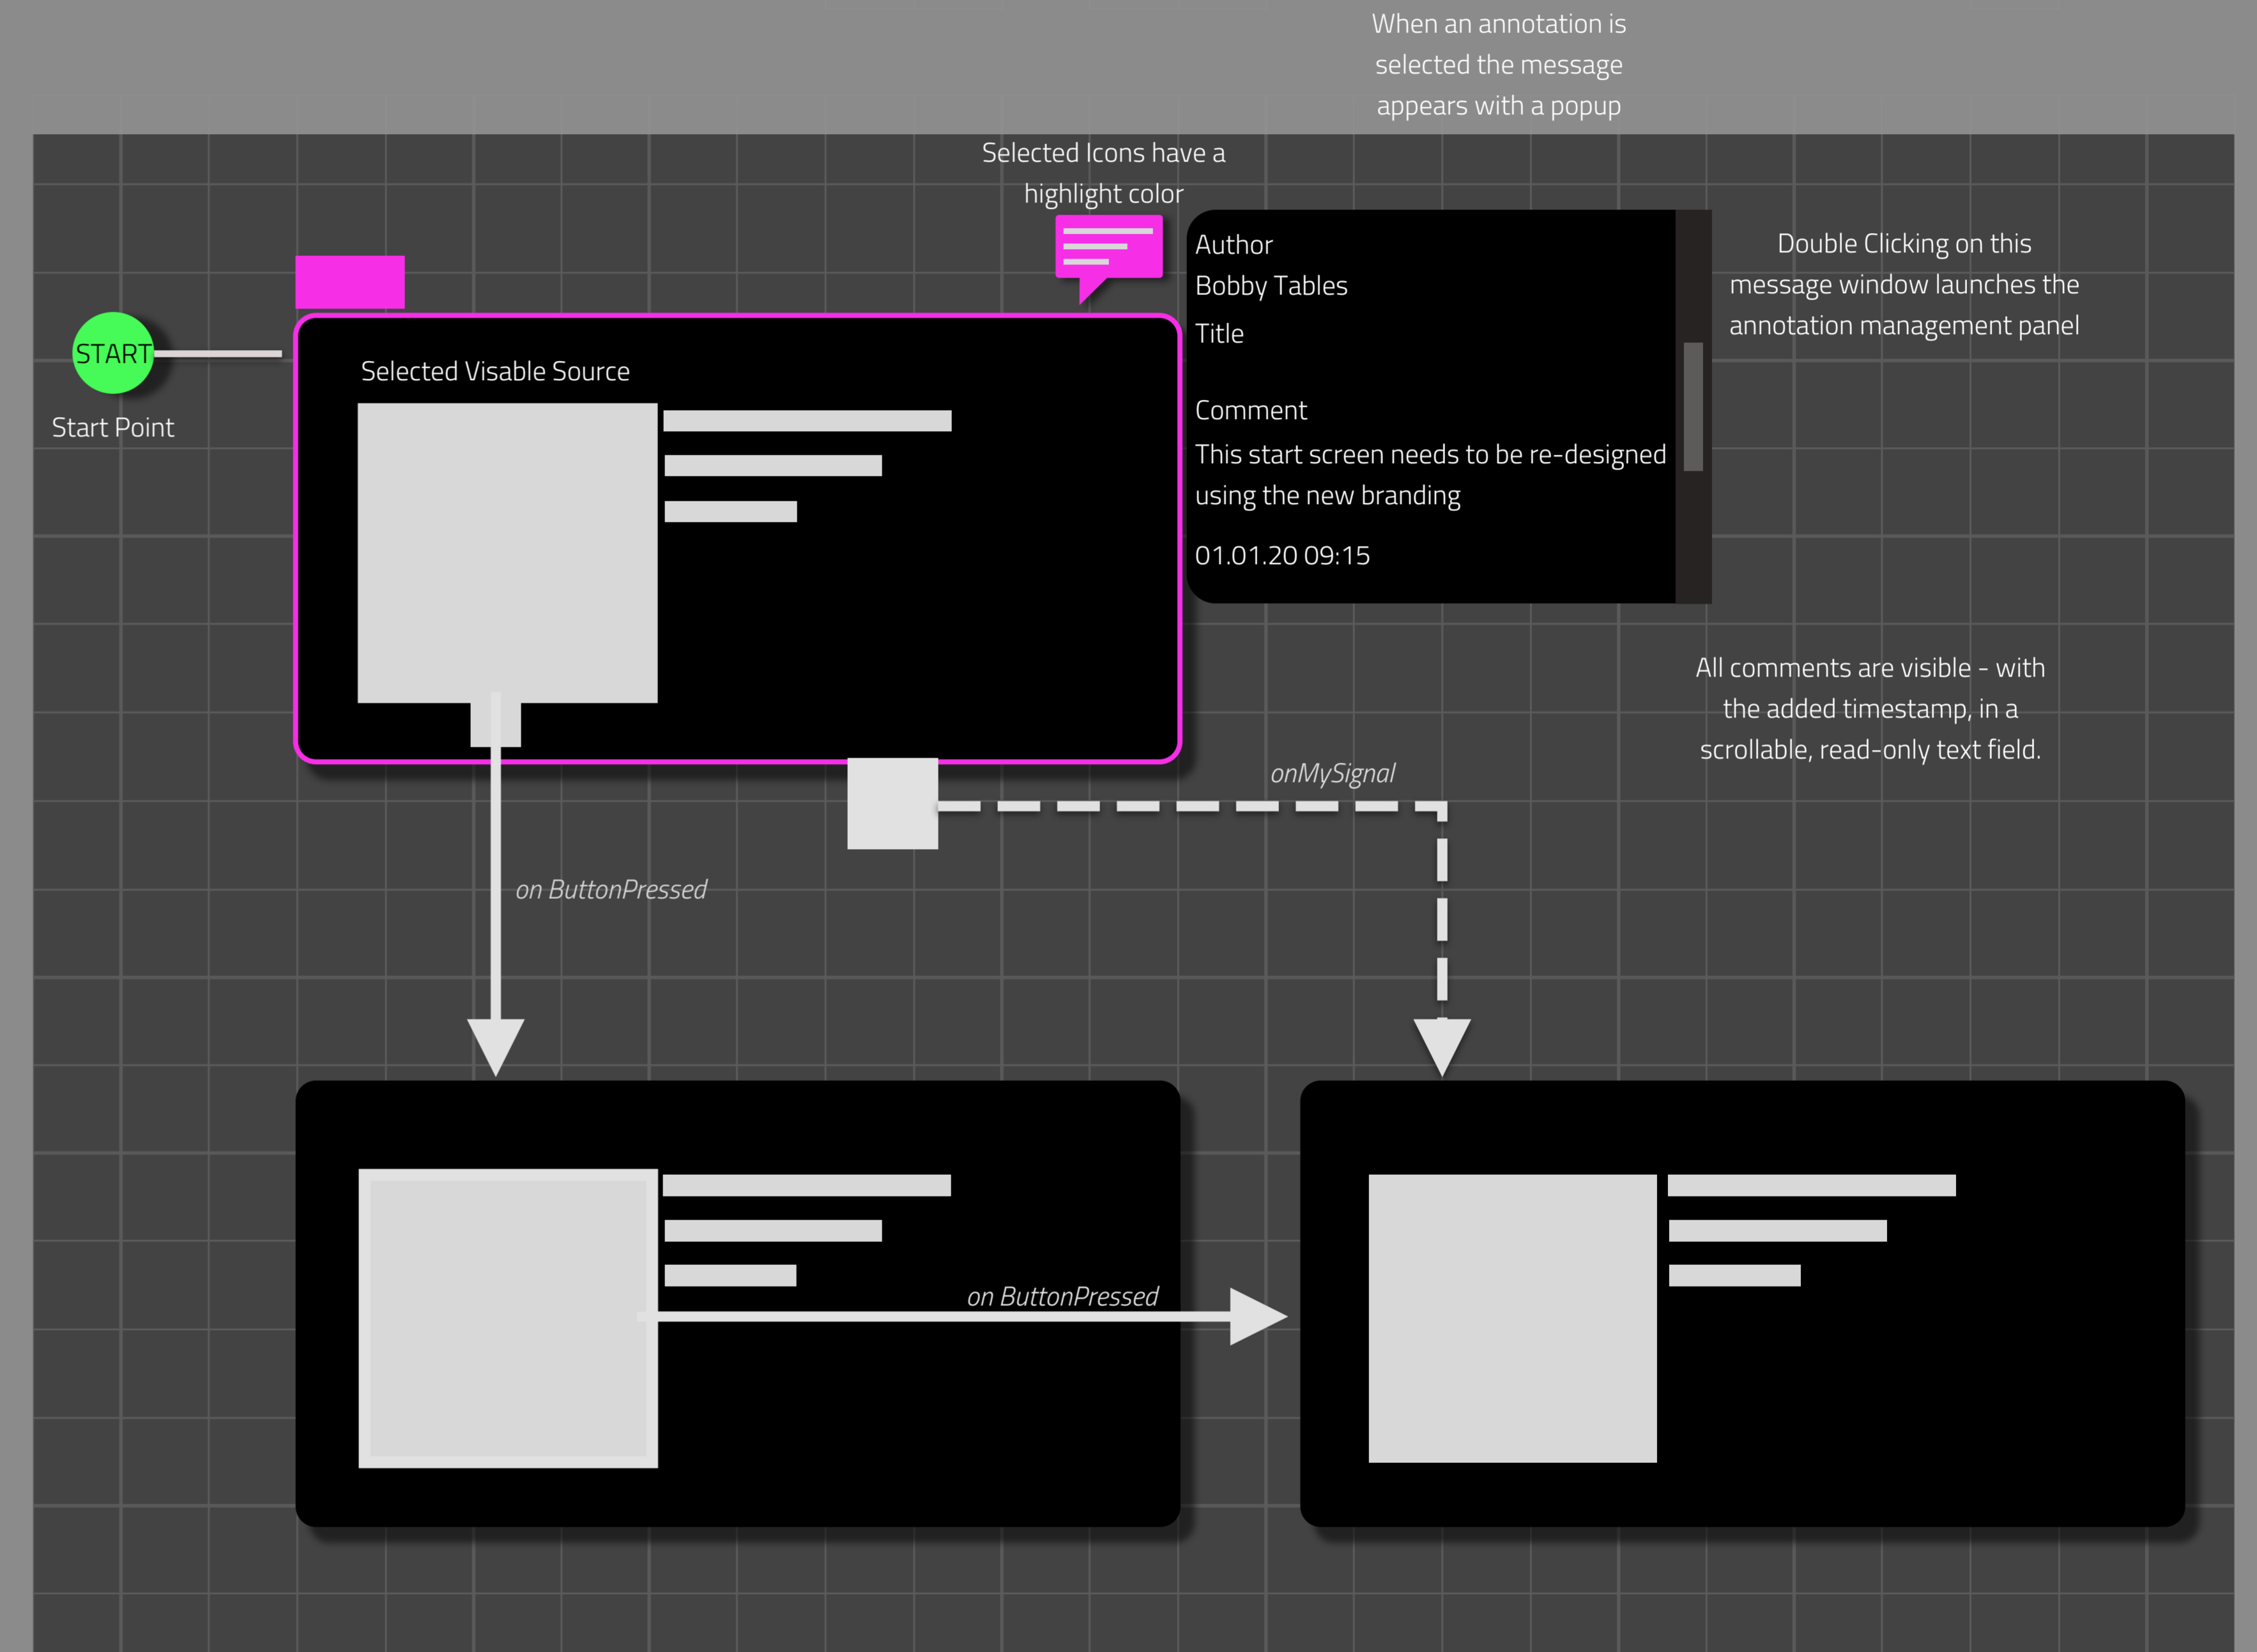 When an annotation is
selected the message
appears with a popup
Selected Icons have a
highlight color
Author
Bobby Tables
Title
Comment
This start screen needs to be re-designed
using the new branding
01.01.20 09:15
Double Clicking on this
message window launches the
annotation management panel
START
Start Point
Selected Visable Source
All comments are visible - with
the added timestamp, in a
scrollable, read-only text field.
onMySignal
on ButtonPressed
on ButtonPressed